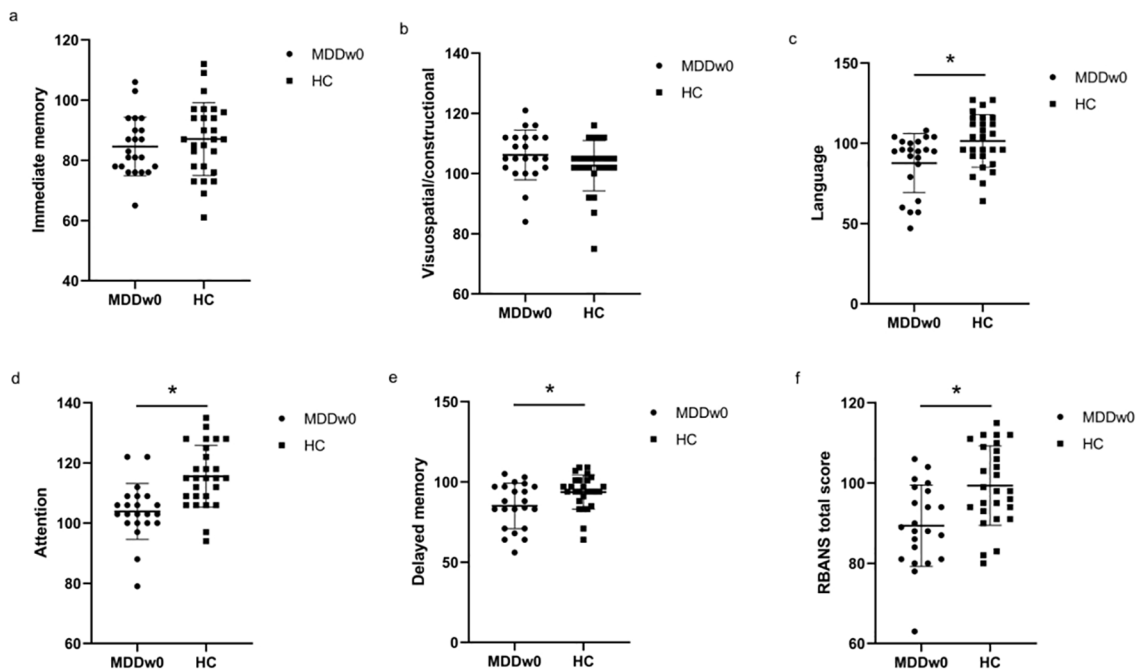 a
Immediate memory
120
100
80
60
40
MDDw0
HC
MDDw0
HC
b
Visuospatial/constructional
140
120
100
80
60
MDDw0
HC
MDDw0
HC
c
Language
150
100
50
0
*
MDDw0
HC
MDDw0
HC
d
Attention
140
120
100
80
60
*
MDDw0
HC
MDDw0
HC
e
Delayed memory
150
100
50
0
*
MDDw0
HC
MDDw0
HC
f
RBANS total score
120
100
80
60
*
MDDw0
HC
MDDw0
HC